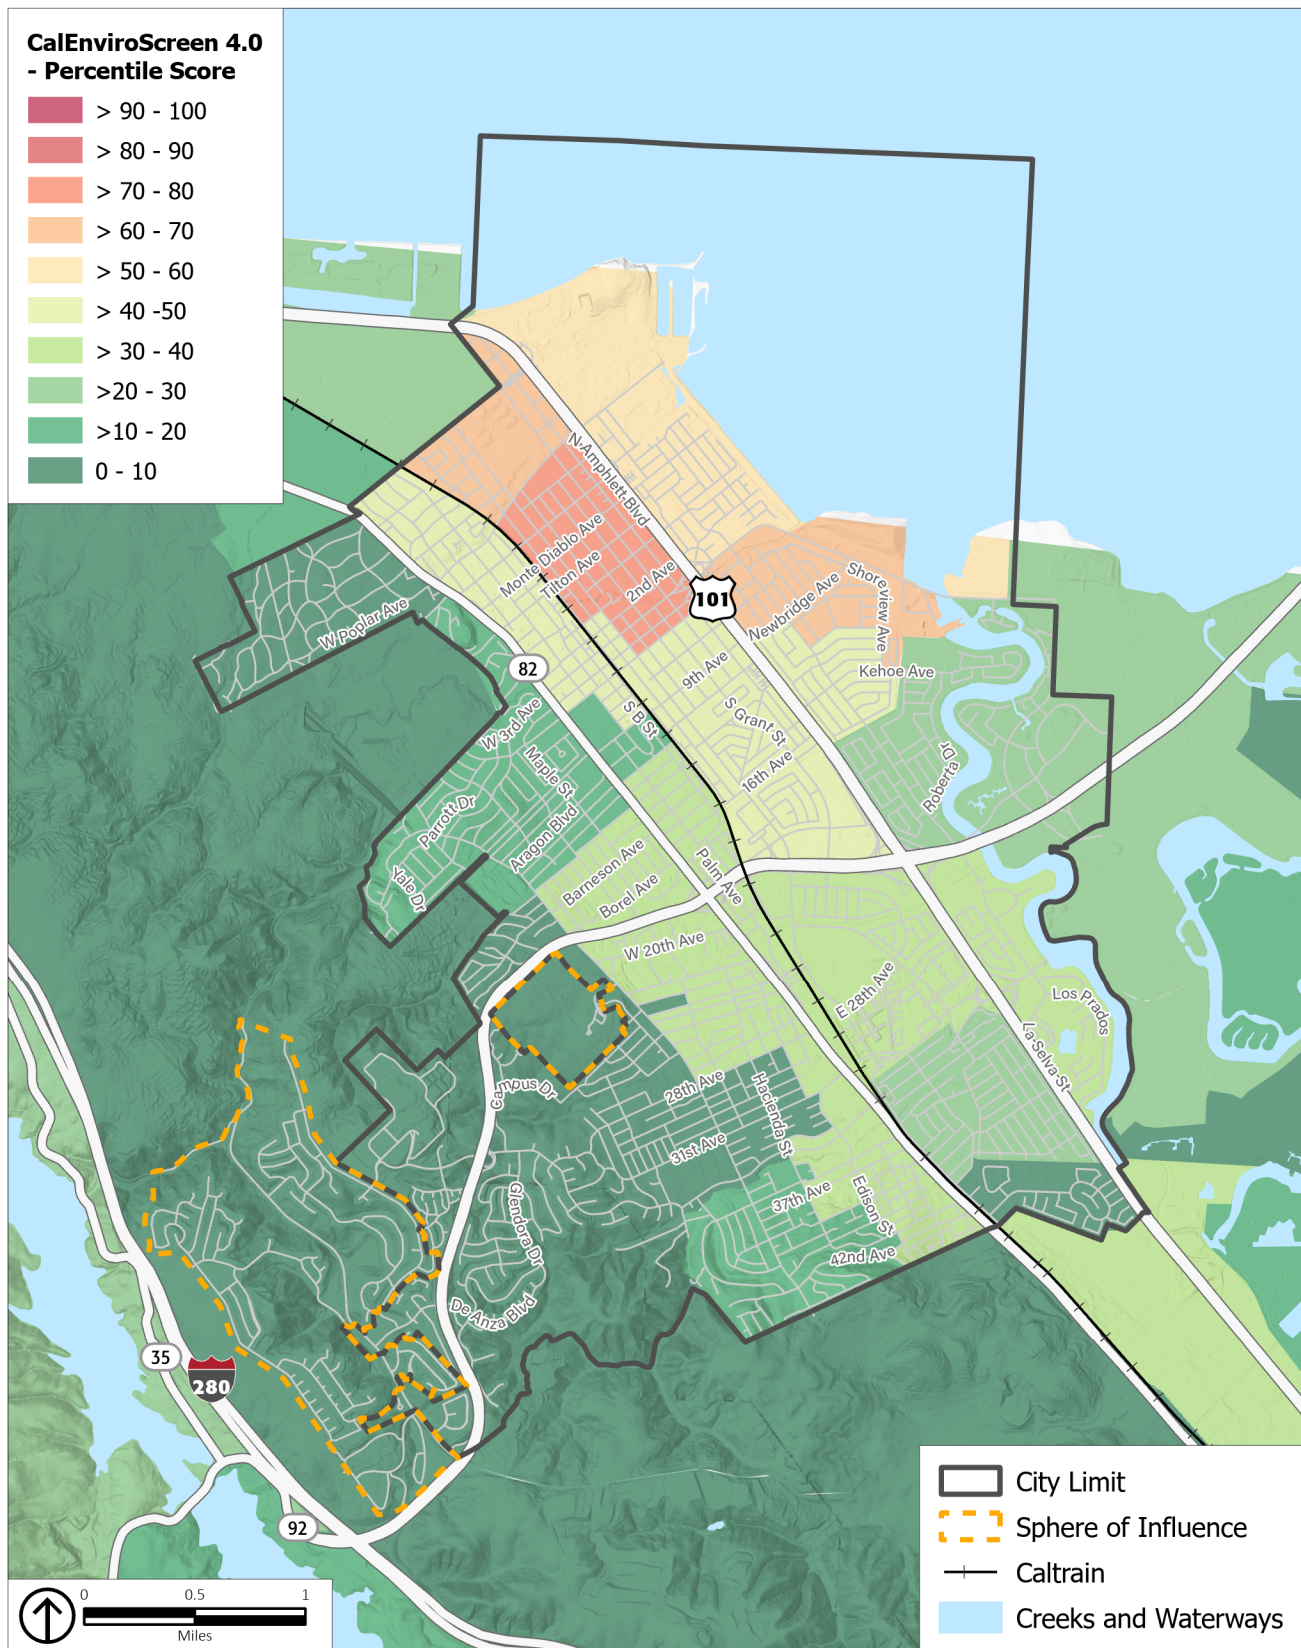 CalEnviroScreen 4.0
- Percentile Score
> 90 - 100
> 80 - 90
> 70 - 80
> 60 - 70
> 50 - 60
> 40 -50
> 30 - 40
>20 - 30
>10 - 20
0 - 10
N Amphlett Blvd
Monte Diablo Ave
Tilton Ave
2nd Ave
101
Newbridge Ave
Shoreview Ave
W Poplar Ave
82
9th Ave
Kehoe Ave
S B St
S Grant St
W 3rd Ave
Maple St
16th Ave
Roberta Dr
Parrott Dr
Aragon Blvd
Yale Dr
Barneson Ave
Borel Ave
Palm Ave
W 20th Ave
E 28th Ave
Los Prados
La Selva St
Campus Dr
28th Ave
Hacienda St
31st Ave
37th Ave
Edison St
Glendora Dr
42nd Ave
De Anza Blvd
35
280
92
City Limit
Sphere of Influence
Caltrain
Creeks and Waterways
0 0.5 1
Miles